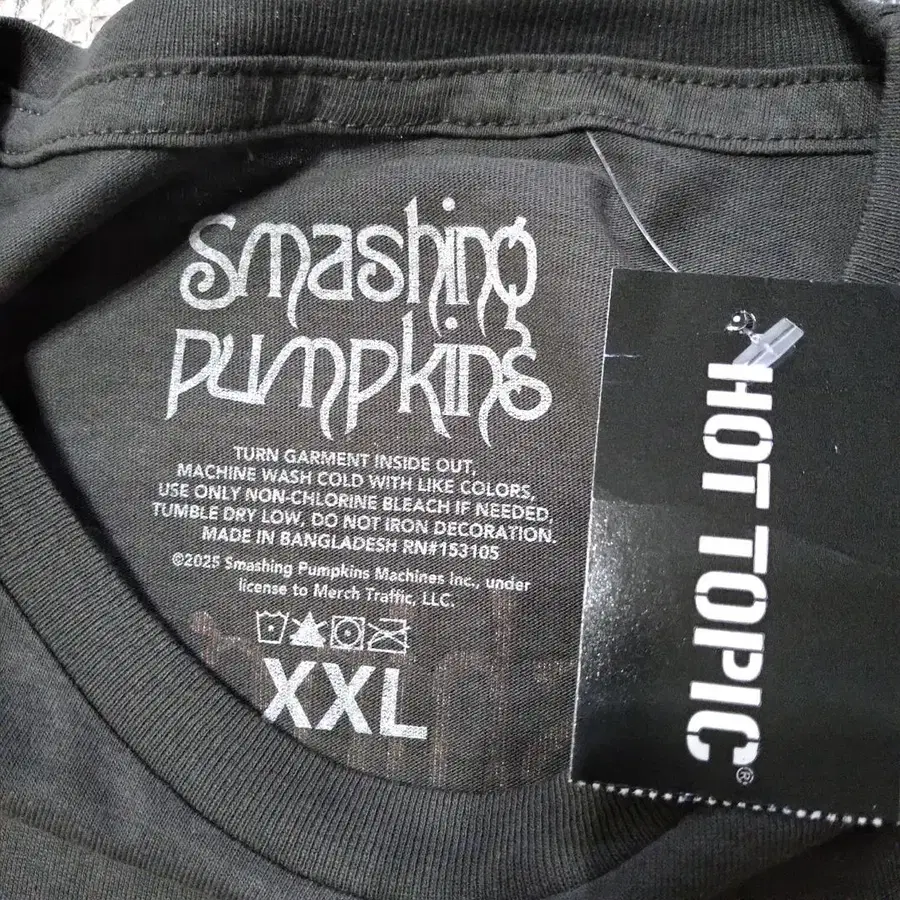 Smashing
Pumpkins
TURN GARMENT INSIDE OUT,
MACHINE WASH COLD WITH LIKE COLORS,
USE ONLY NON-CHLORINE BLEACH IF NEEDED,
TUMBLE DRY LOW, DO NOT IRON DECORATION.
MADE IN BANGLADESH RN#153105
©2025 Smashing Pumpkins Machines Inc., under
license to Merch Traffic, LLC.
XXL
HOT TOPIC®